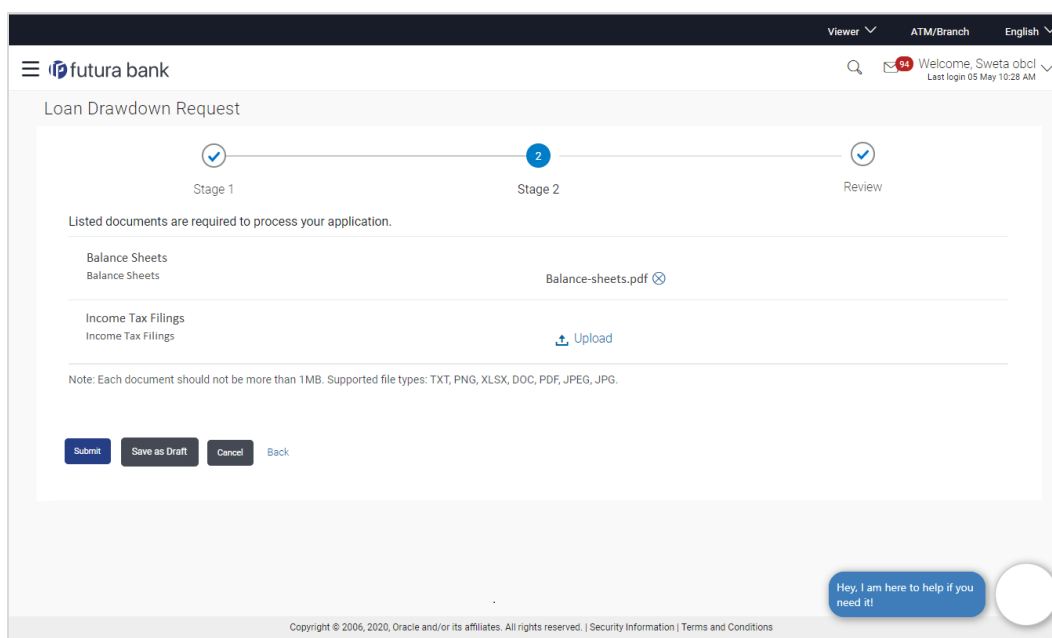 Viewer ATM/Branch English
futura bank
94 Welcome, Sweta obcl
Last login 05 May 10:28 AM
Loan Drawdown Request
2
Stage 1 Stage 2 Review
Listed documents are required to process your application.
Balance Sheets
Balance Sheets
Balance-sheets.pdf
Income Tax Filings
Income Tax Filings
Upload
Note: Each document should not be more than 1MB. Supported file types: TXT, PNG, XLSX, DOC, PDF, JPEG, JPG.
Submit Save as Draft Cancel Back
Hey, I am here to help if you
need it!
Copyright © 2006, 2020, Oracle and/or its affiliates. All rights reserved. | Security Information | Terms and Conditions